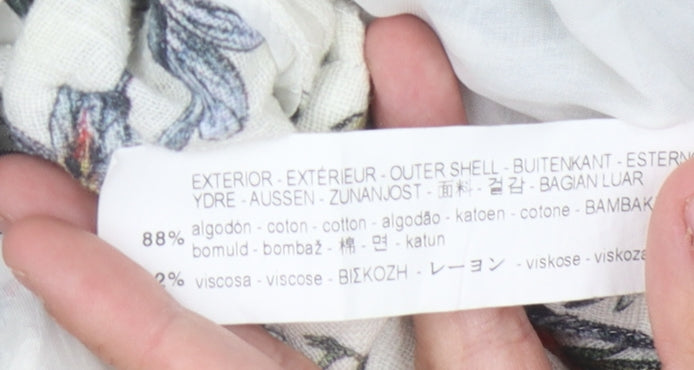 EXTERIOR - EXTÉRIEUR - OUTER SHELL - BUITENKANT - ESTERN
YDRE - AUSSEN - ZUNANJOST - 面料 - 겉감 - BAGIAN LUAR
88% algodón - coton - cotton - algodão - katoen - cotone - BAMBAK
bomuld - bombaž - 棉 - 면 - katun
2% viscosa - viscose - ΒΙΣΚΟΖΗ - レーヨン - viskose - viskoza